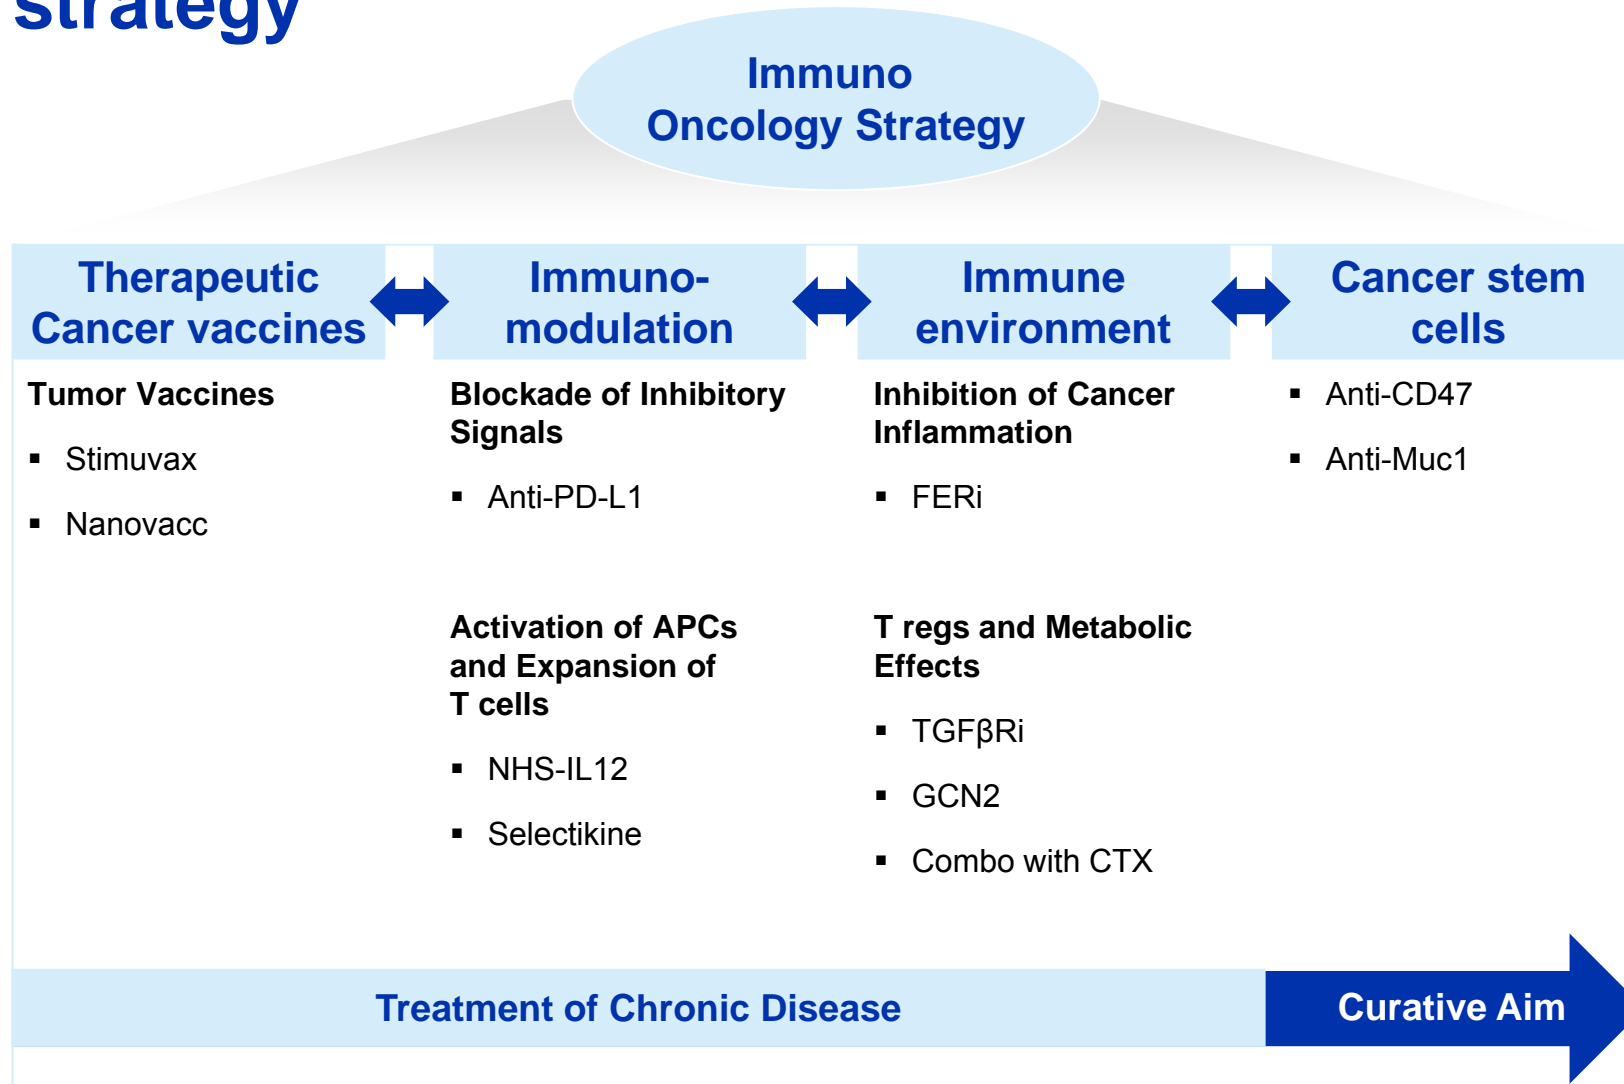 strategy
Immuno
Oncology Strategy
Therapeutic
Cancer vaccines
Immuno-
modulation
Immune
environment
Cancer stem
cells
Tumor Vaccines
▪ Stimuvax
▪ Nanovacc
Blockade of Inhibitory
Signals
▪ Anti-PD-L1
Activation of APCs
and Expansion of
T cells
▪ NHS-IL12
▪ Selectikine
Inhibition of Cancer
Inflammation
▪ FERi
T regs and Metabolic
Effects
▪ TGFβRi
▪ GCN2
▪ Combo with CTX
▪ Anti-CD47
▪ Anti-Muc1
Treatment of Chronic Disease
Curative Aim